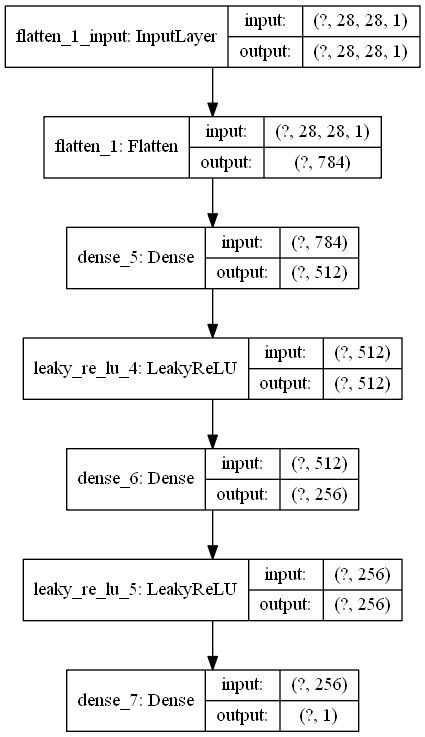 flatten_1_input: InputLayer
input: (?, 28, 28, 1)
output: (?, 28, 28, 1)
flatten_1: Flatten
input: (?, 28, 28, 1)
output: (?, 784)
dense_5: Dense
input: (?, 784)
output: (?, 512)
leaky_re_lu_4: LeakyReLU
input: (?, 512)
output: (?, 512)
dense_6: Dense
input: (?, 512)
output: (?, 256)
leaky_re_lu_5: LeakyReLU
input: (?, 256)
output: (?, 256)
dense_7: Dense
input: (?, 256)
output: (?, 1)